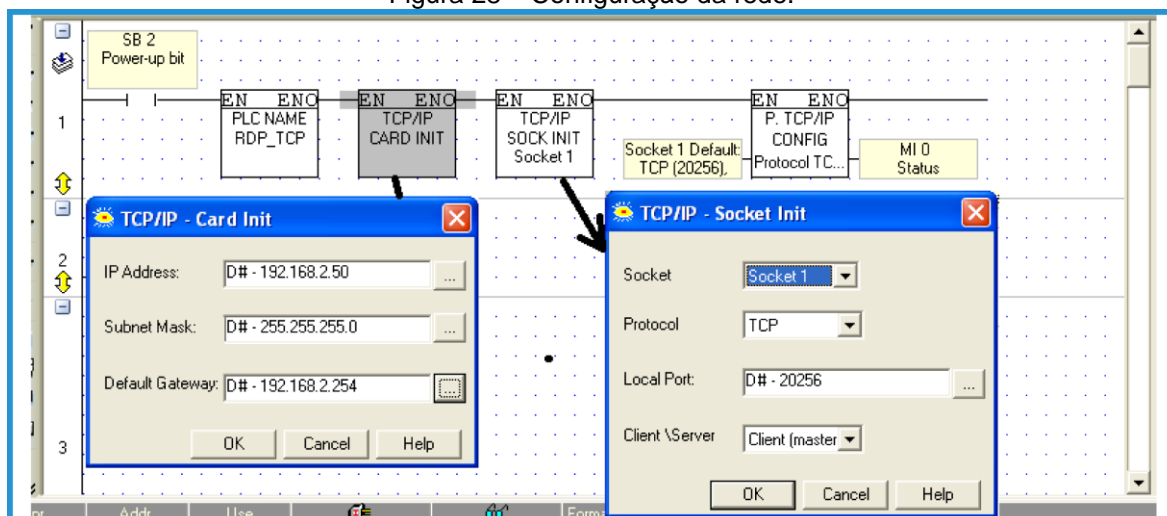 Figura 28 – Configuração da rede.
SB 2
Power-up bit
EN ENO
PLC NAME
RDP_TCP
EN ENO
TCP/IP
CARD INIT
EN ENO
TCP/IP
SOCK INIT
Socket 1
Socket 1 Default:
TCP (20256),
EN ENO
P. TCP/IP
CONFIG
Protocol TC...
MI 0
Status
1
2
3
TCP/IP - Card Init
IP Address: D# - 192.168.2.50 ...
Subnet Mask: D# - 255.255.255.0 ...
Default Gateway: D# - 192.168.2.254 ...
OK Cancel Help
TCP/IP - Socket Init
Socket Socket 1
Protocol TCP
Local Port: D# - 20256 ...
Client \Server Client (master
OK Cancel Help
Addr Use